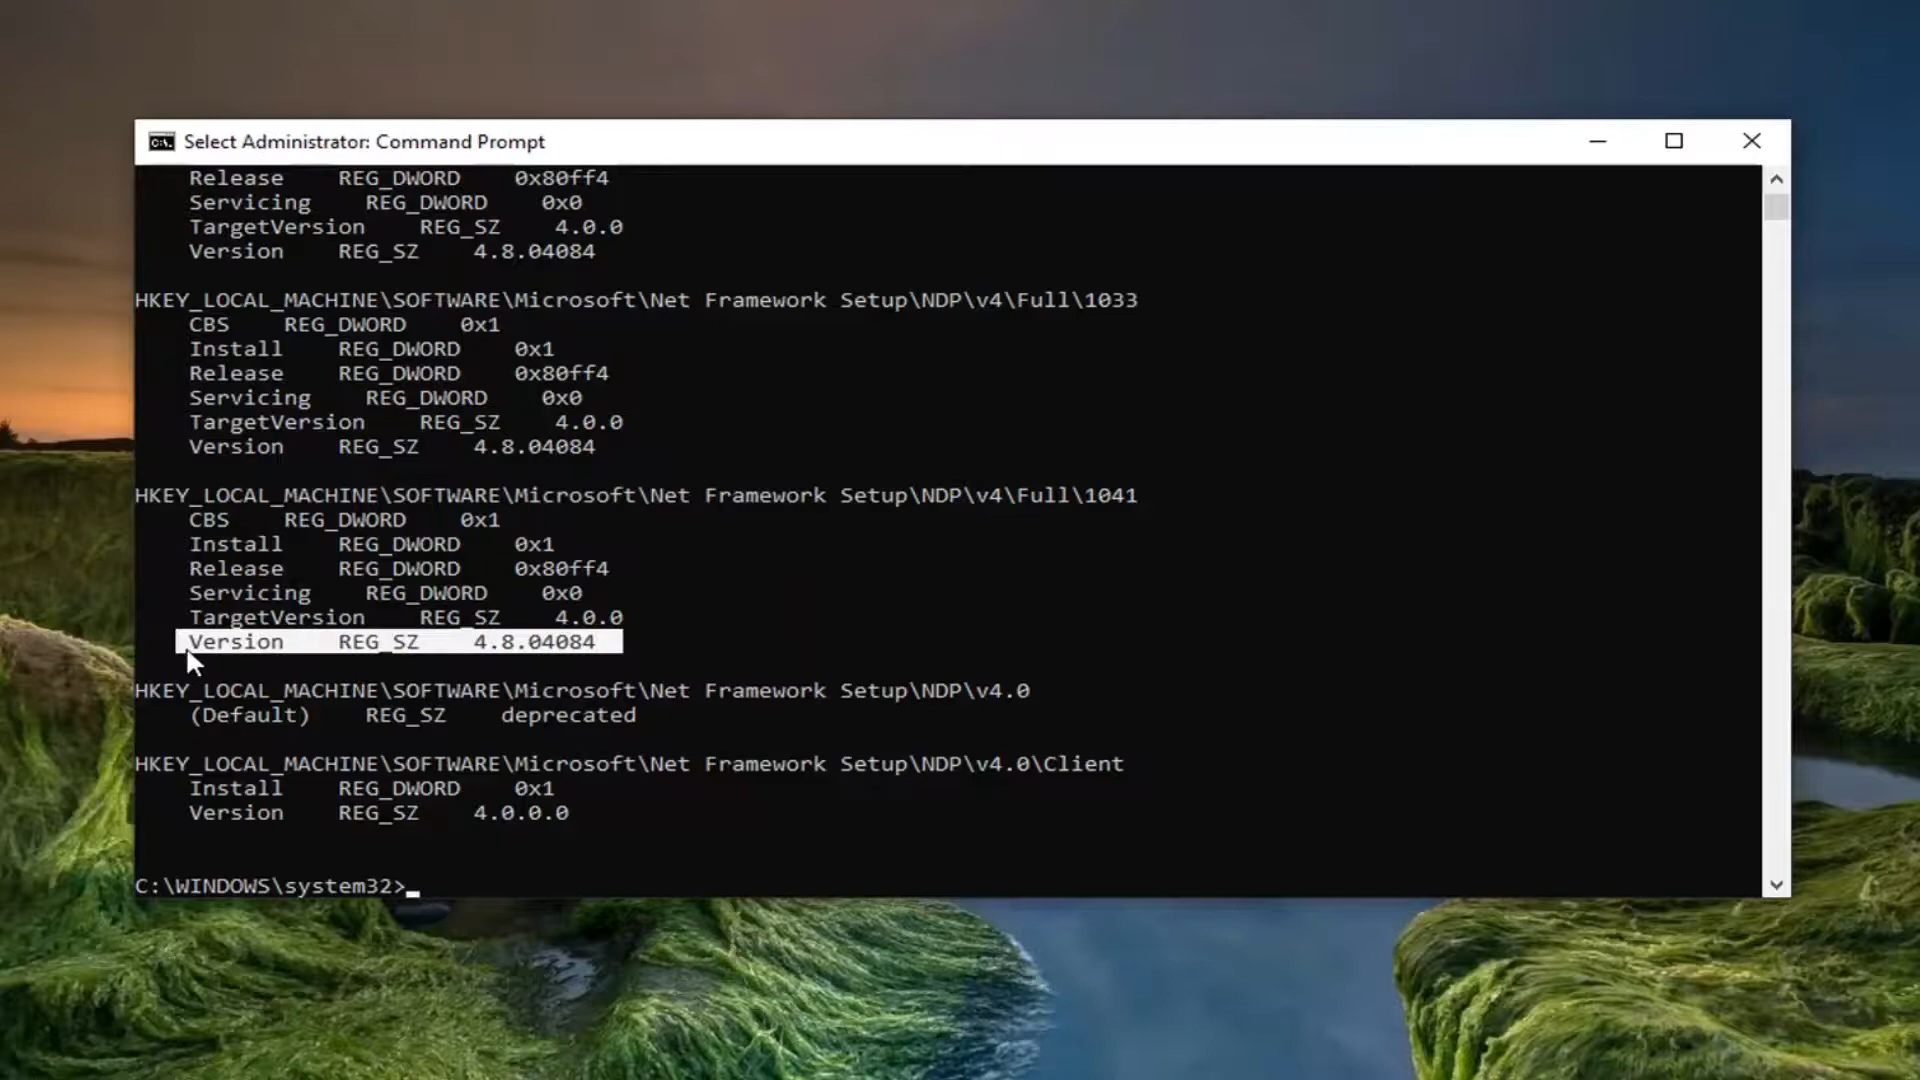 Select Administrator: Command Prompt
Release REG_DWORD 0x80ff4
Servicing REG_DWORD 0x0
TargetVersion REG_SZ 4.0.0
Version REG_SZ 4.8.04084
HKEY_LOCAL_MACHINE\SOFTWARE\Microsoft\Net Framework Setup\NDP\v4\Full\1033
CBS REG_DWORD 0x1
Install REG_DWORD 0x1
Release REG_DWORD 0x80ff4
Servicing REG_DWORD 0x0
TargetVersion REG_SZ 4.0.0
Version REG_SZ 4.8.04084
HKEY_LOCAL_MACHINE\SOFTWARE\Microsoft\Net Framework Setup\NDP\v4\Full\1041
CBS REG_DWORD 0x1
Install REG_DWORD 0x1
Release REG_DWORD 0x80ff4
Servicing REG_DWORD 0x0
TargetVersion REG_SZ 4.0.0
Version REG_SZ 4.8.04084
HKEY_LOCAL_MACHINE\SOFTWARE\Microsoft\Net Framework Setup\NDP\v4.0
(Default) REG_SZ deprecated
HKEY_LOCAL_MACHINE\SOFTWARE\Microsoft\Net Framework Setup\NDP\v4.0\Client
Install REG_DWORD 0x1
Version REG_SZ 4.0.0.0
C:\WINDOWS\system32>